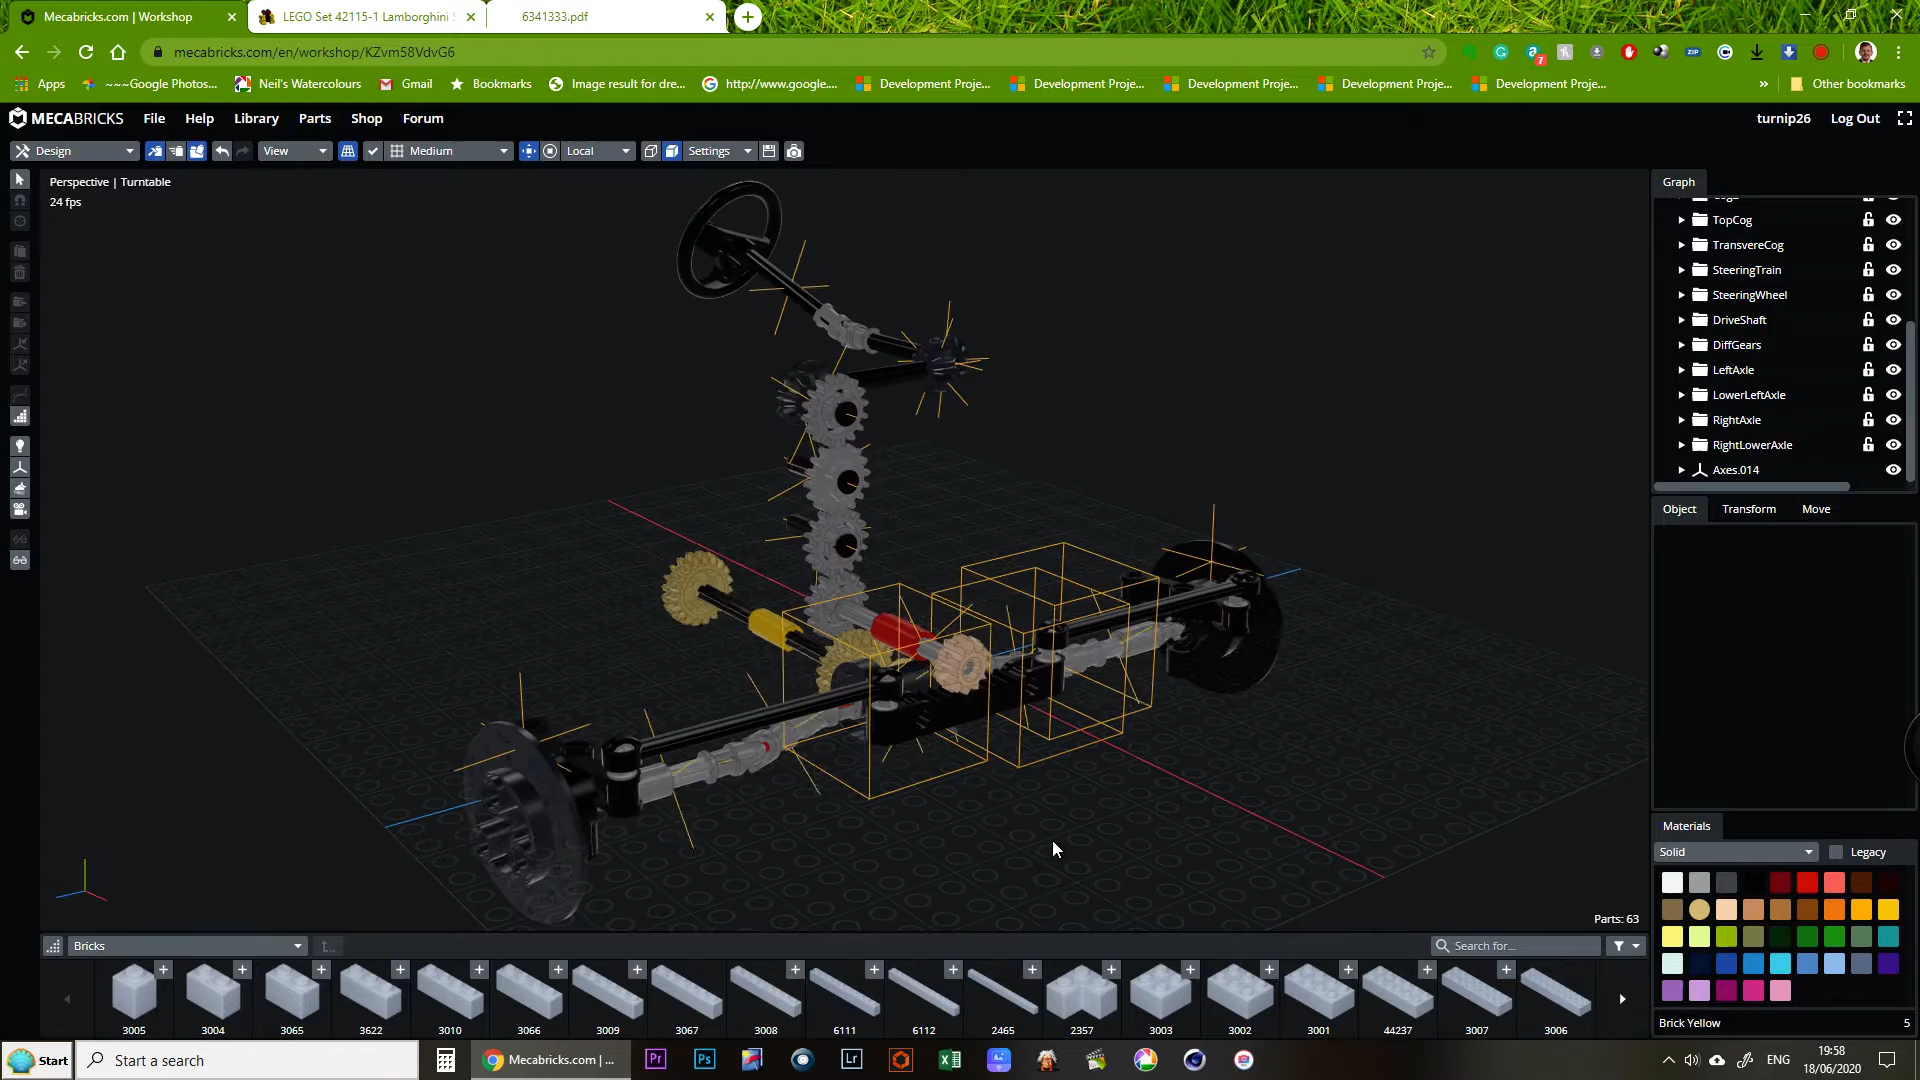 Mecabricks.com | Workshop
LEGO Set 42115-1 Lamborghini S
6341333.pdf
mecabricks.com/en/workshop/KZvm58VdvG6
Apps
~~~Google Photos...
Neil's Watercolours
Gmail
Bookmarks
Image result for dre...
http://www.google....
Development Proje...
Development Proje...
Development Proje...
Development Proje...
Development Proje...
Other bookmarks
MECABRICKS
File
Help
Library
Parts
Shop
Forum
turnip26
Log Out
Design
View
Medium
Local
Settings
Perspective | Turntable
24 fps
Graph
TopCog
TransvereCog
SteeringTrain
SteeringWheel
DriveShaft
DiffGears
LeftAxle
LowerLeftAxle
RightAxle
RightLowerAxle
Axes.014
Object
Transform
Move
Materials
Solid
Legacy
Brick Yellow
5
Parts: 63
Bricks
Search for...
3005
3004
3065
3622
3010
3066
3009
3067
3008
6111
6112
2465
2357
3003
3002
3001
44237
3007
3006
Start
Start a search
Mecabricks.com | ...
ENG
19:58
18/06/2020